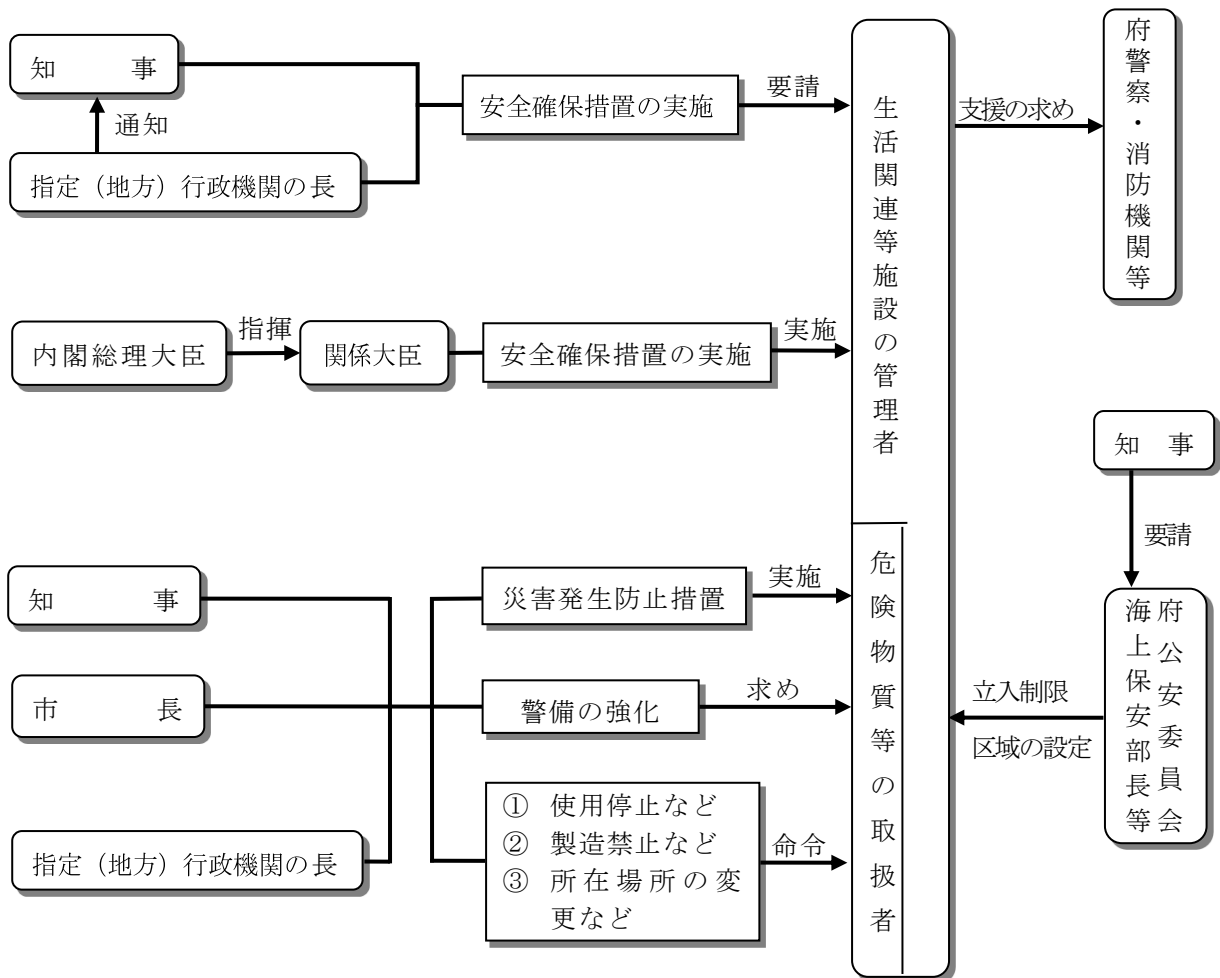 知　事
通知
指定（地方）行政機関の長
安全確保措置の実施
要請
内閣総理大臣
指揮
関係大臣
安全確保措置の実施
実施
知　事
市　長
指定（地方）行政機関の長
災害発生防止措置
実施
警備の強化
求め
① 使用停止など
② 製造禁止など
③ 所在場所の変
更など
命令
生活関連等施設の管理者
危険物質等の取扱者
支援の求め
府警察・消防機関等
知　事
要請
府公安委員会
海上保安部長等
立入制限
区域の設定